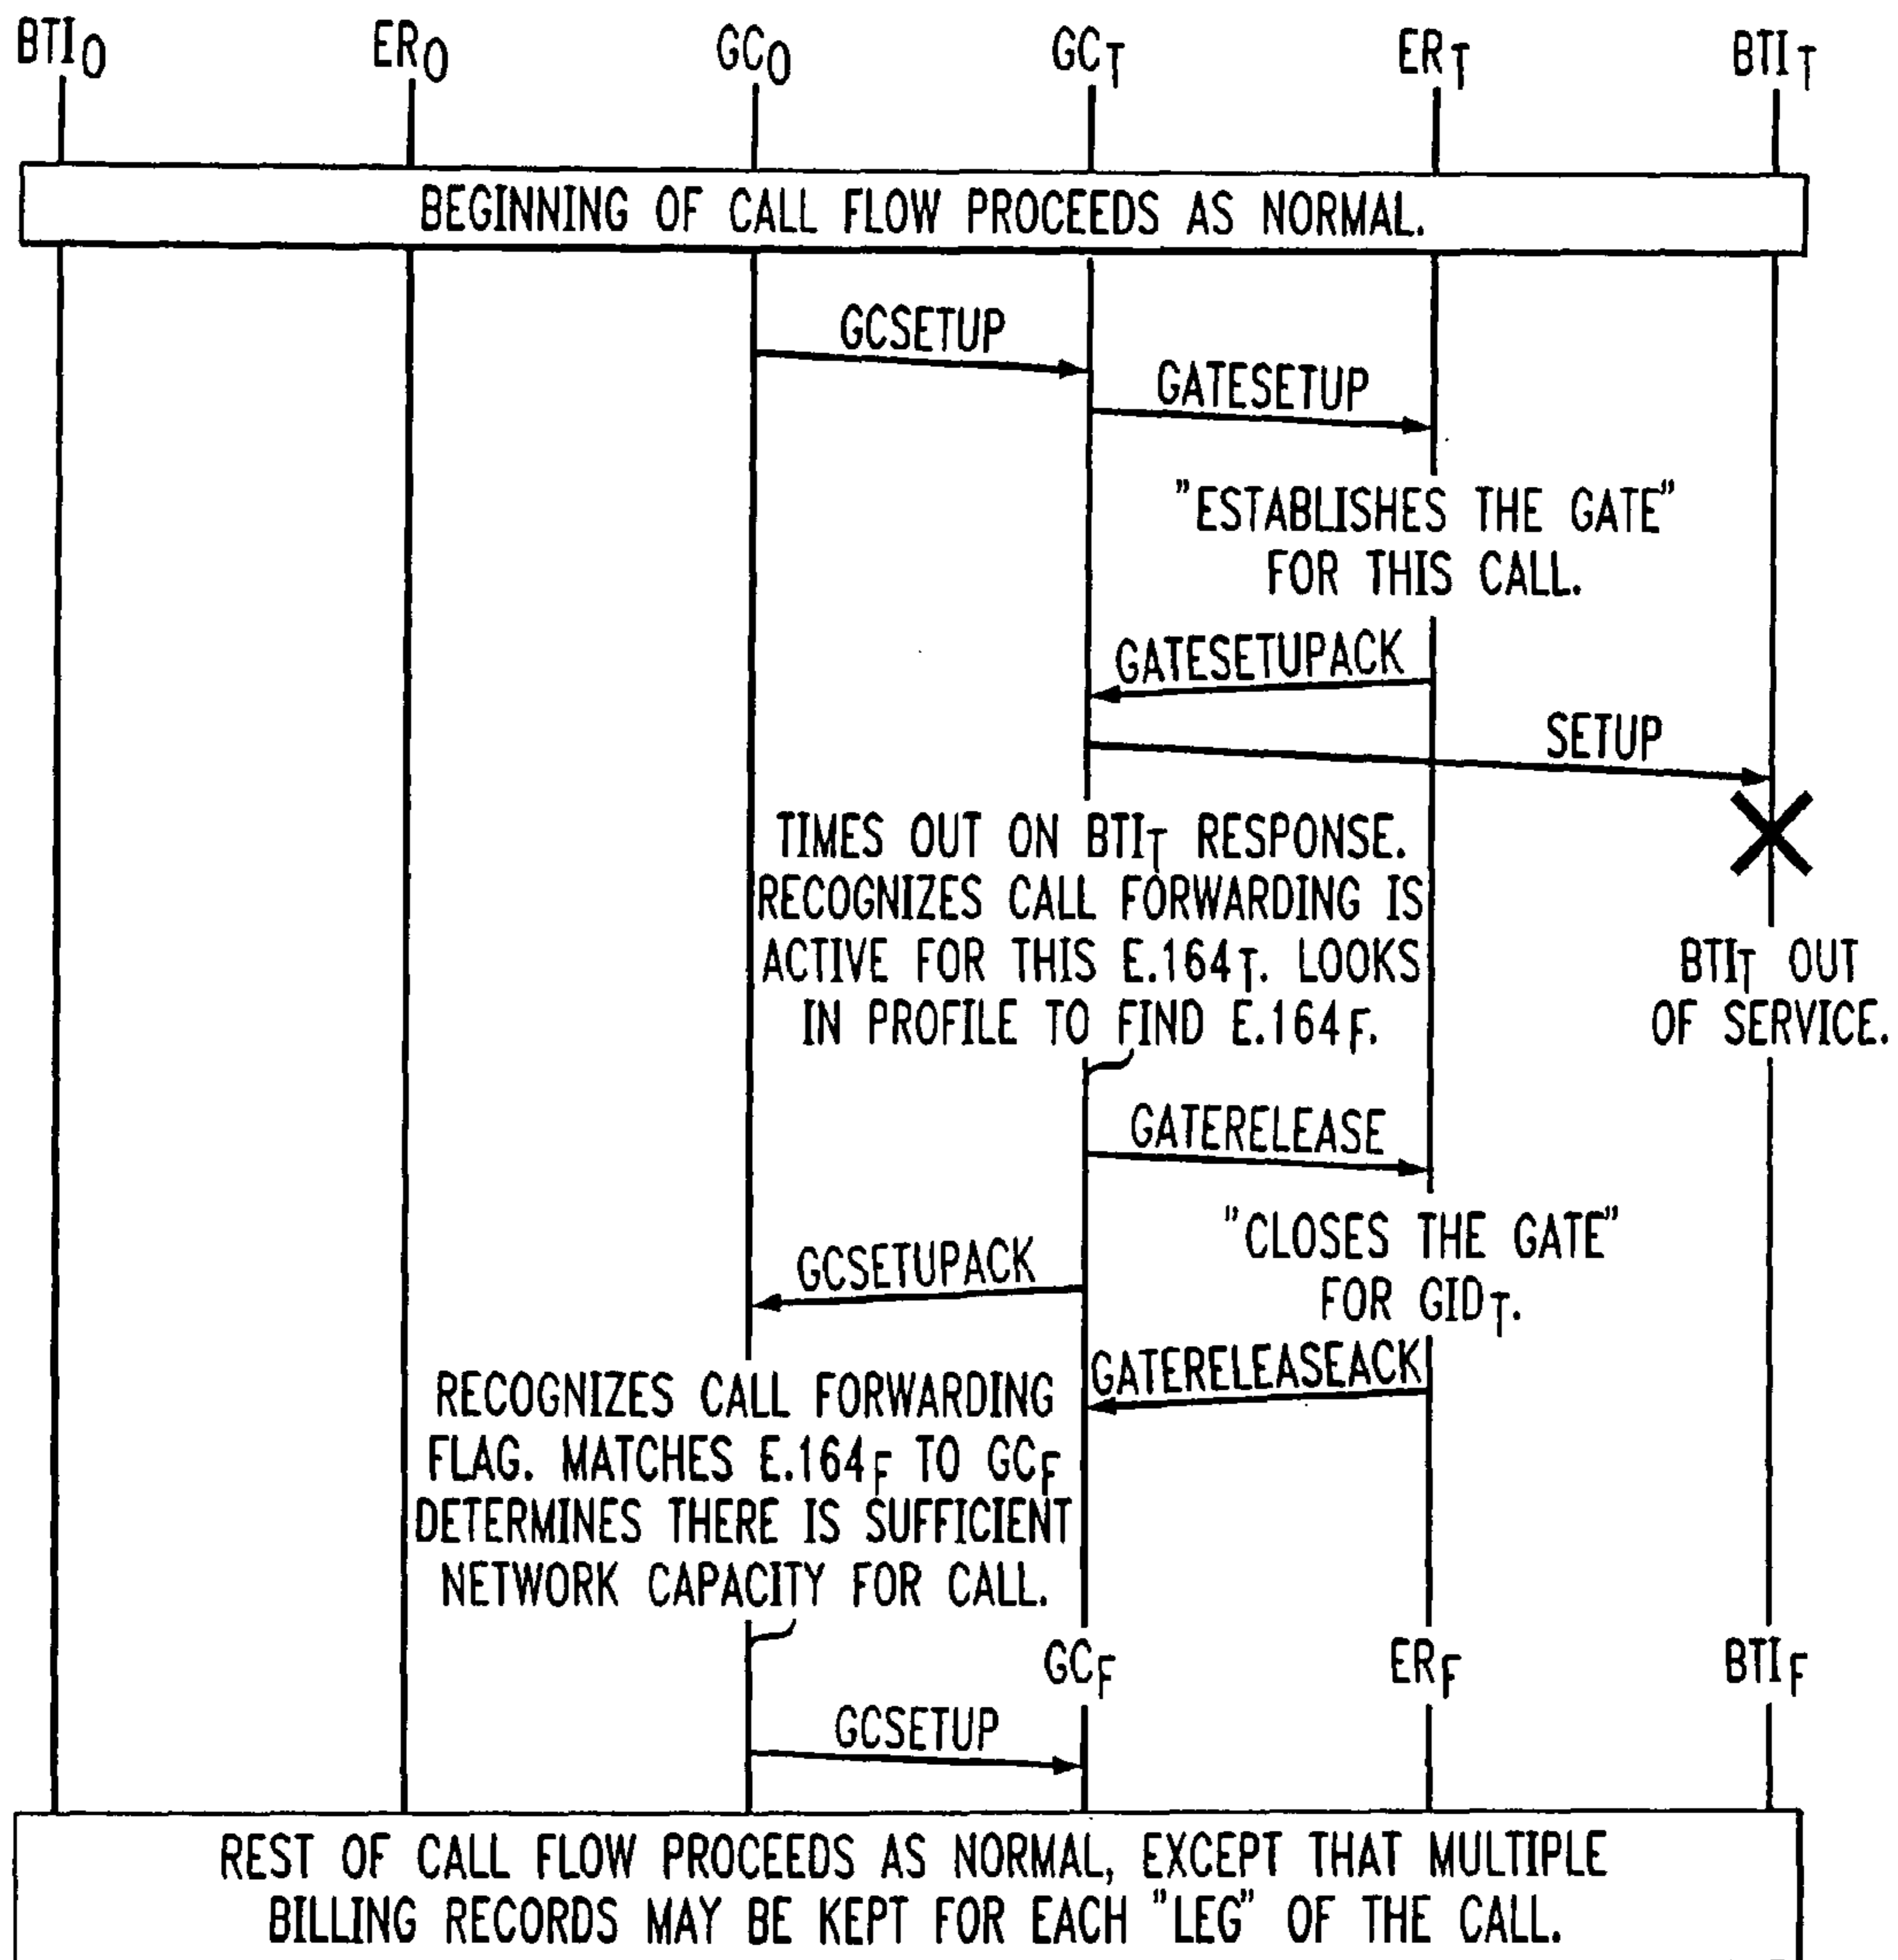 BTIO ERO GCO GCT ERT BTIT
BEGINNING OF CALL FLOW PROCEEDS AS NORMAL.
GCSETUP
GATESETUP
"ESTABLISHES THE GATE"
FOR THIS CALL.
GATESETUPACK
SETUP
TIMES OUT ON BTIT RESPONSE.
RECOGNIZES CALL FORWARDING IS
ACTIVE FOR THIS E.164T. LOOKS
IN PROFILE TO FIND E.164F.
BTIT OUT
OF SERVICE.
GATERELEASE
"CLOSES THE GATE"
FOR GIDT.
GCSETUPACK
GATERELEASEACK
RECOGNIZES CALL FORWARDING
FLAG. MATCHES E.164F TO GCF
DETERMINES THERE IS SUFFICIENT
NETWORK CAPACITY FOR CALL.
GCF ERF BTIF
GCSETUP
REST OF CALL FLOW PROCEEDS AS NORMAL, EXCEPT THAT MULTIPLE
BILLING RECORDS MAY BE KEPT FOR EACH "LEG" OF THE CALL.